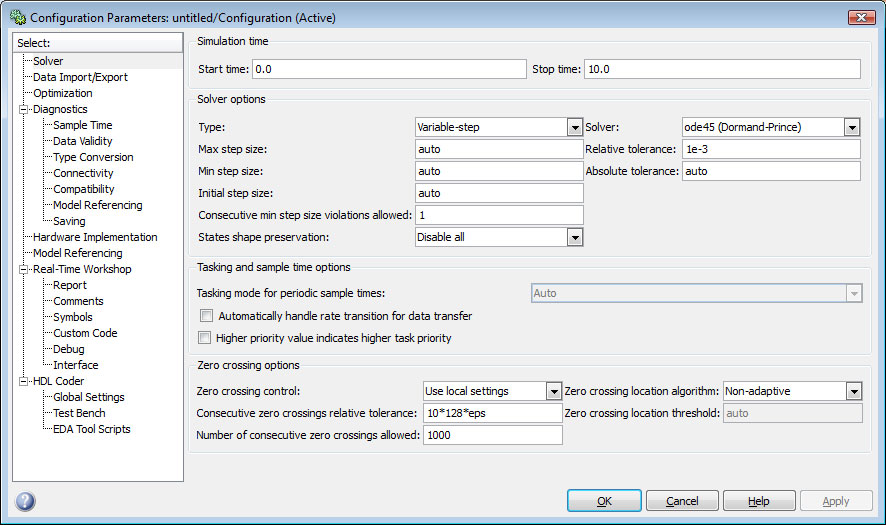 Configuration Parameters: untitled/Configuration (Active)
Select:
Solver
Data Import/Export
Optimization
Diagnostics
Sample Time
Data Validity
Type Conversion
Connectivity
Compatibility
Model Referencing
Saving
Hardware Implementation
Model Referencing
Real-Time Workshop
Report
Comments
Symbols
Custom Code
Debug
Interface
HDL Coder
Global Settings
Test Bench
EDA Tool Scripts
Simulation time
Start time: 0.0 Stop time: 10.0
Solver options
Type: Variable-step Solver: ode45 (Dormand-Prince)
Max step size: auto Relative tolerance: 1e-3
Min step size: auto Absolute tolerance: auto
Initial step size: auto
Consecutive min step size violations allowed: 1
States shape preservation: Disable all
Tasking and sample time options
Tasking mode for periodic sample times: Auto
Automatically handle rate transition for data transfer
Higher priority value indicates higher task priority
Zero crossing options
Zero crossing control: Use local settings Zero crossing location algorithm: Non-adaptive
Consecutive zero crossings relative tolerance: 10*128*eps Zero crossing location threshold: auto
Number of consecutive zero crossings allowed: 1000
? OK Cancel Help Apply